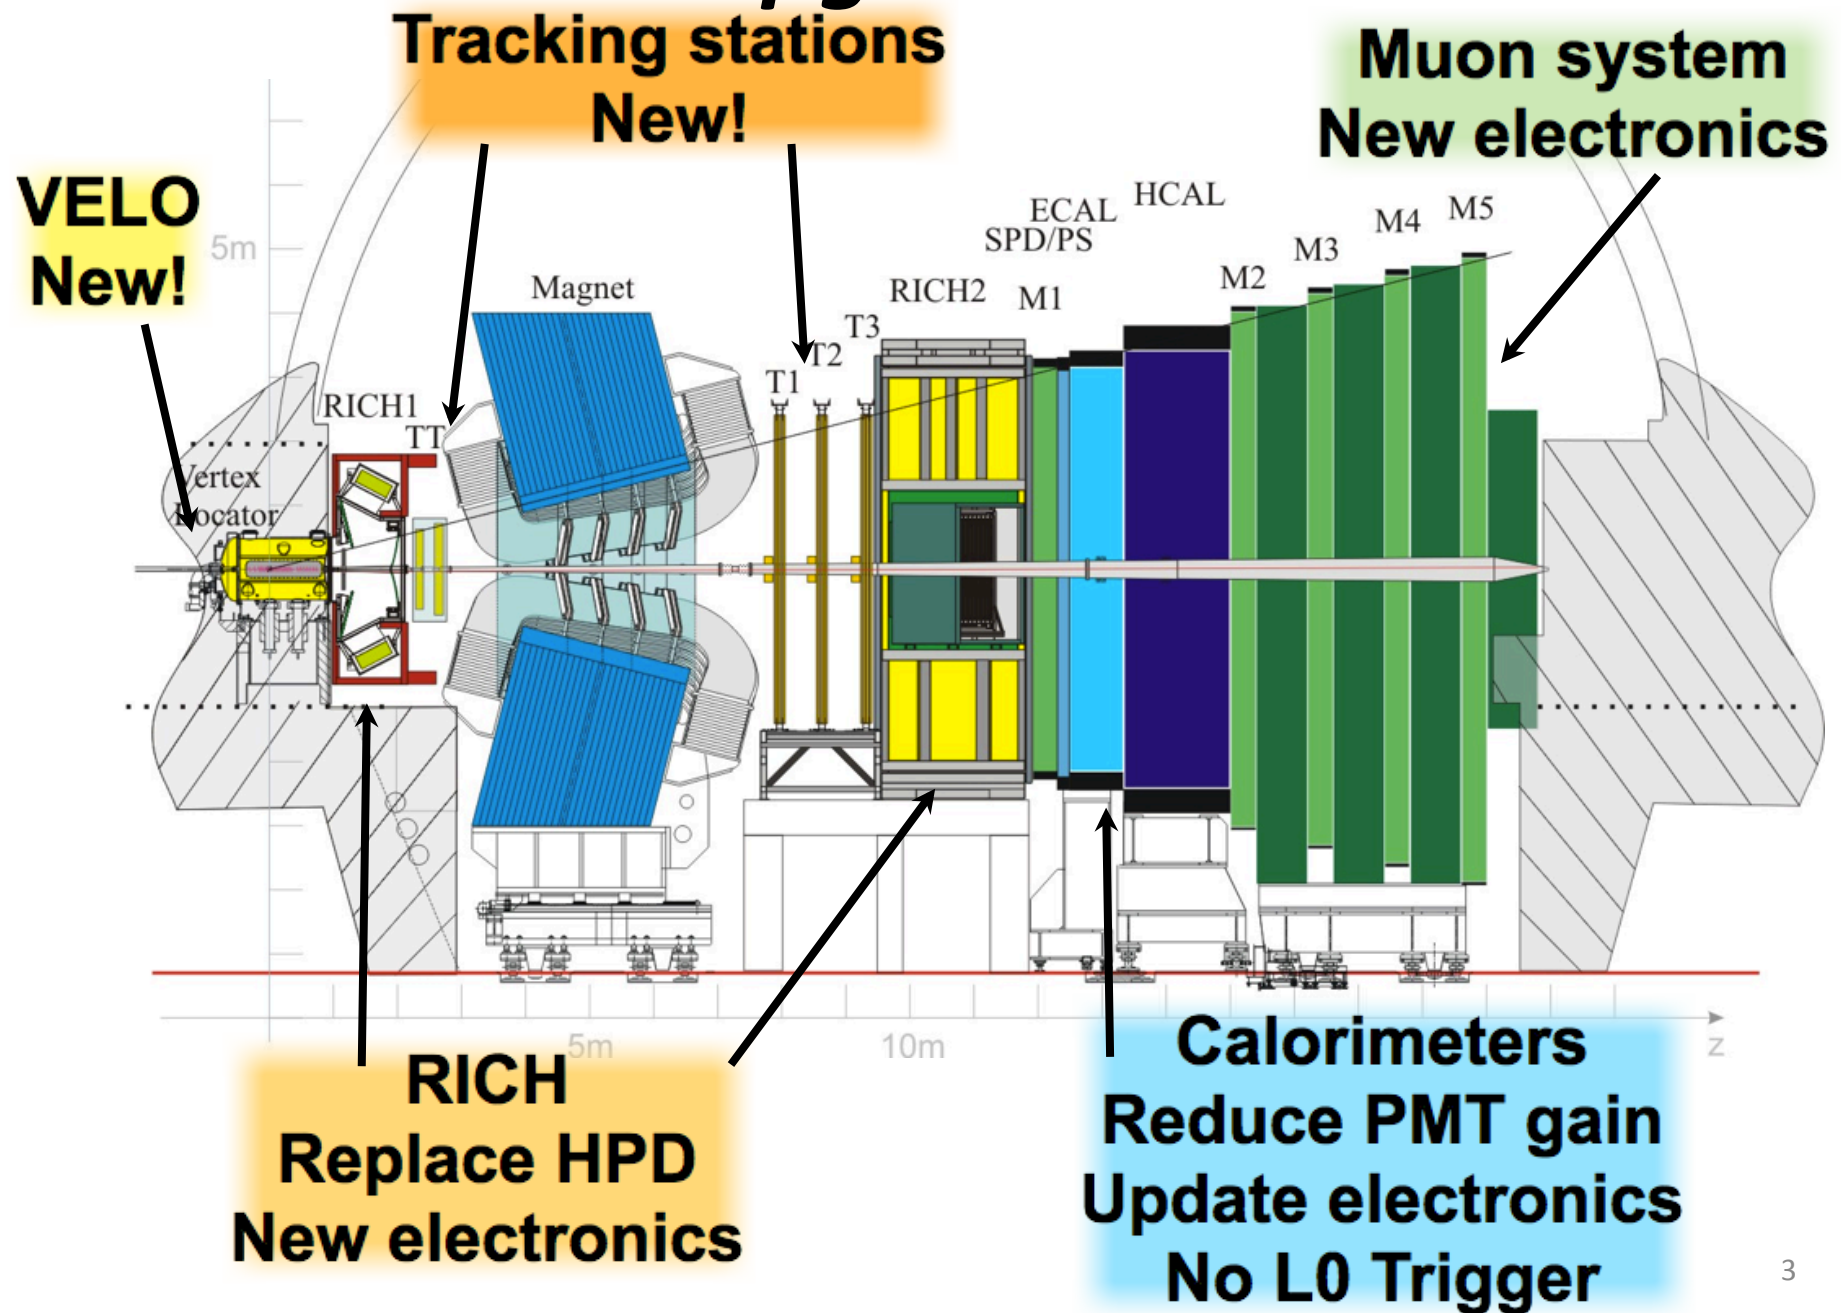 Tracking stations
New!
Muon system
New electronics
VELO
New!
5m
ECAL
HCAL
SPD/PS
M4
M5
M3
M2
Magnet
RICH2
M1
T3
T2
T1
RICH1
TT
Vertex
Locator
5m
10m
z
RICH
Replace HPD
New electronics
Calorimeters
Reduce PMT gain
Update electronics
No L0 Trigger
3